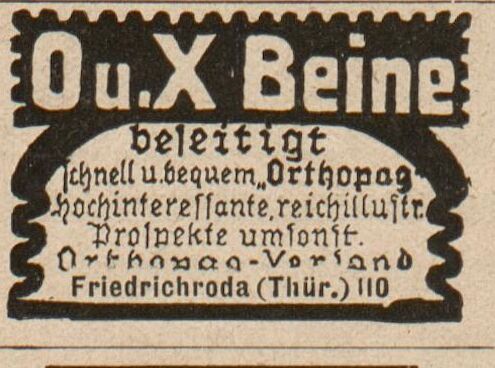 O u. X Beine
beseitigt
schnell u. bequem „Orthopag"
Hochinteressante, reichillustr.
Prospekte umsonst.
Orthopag-Versand
Friedrichroda (Thür.) 110